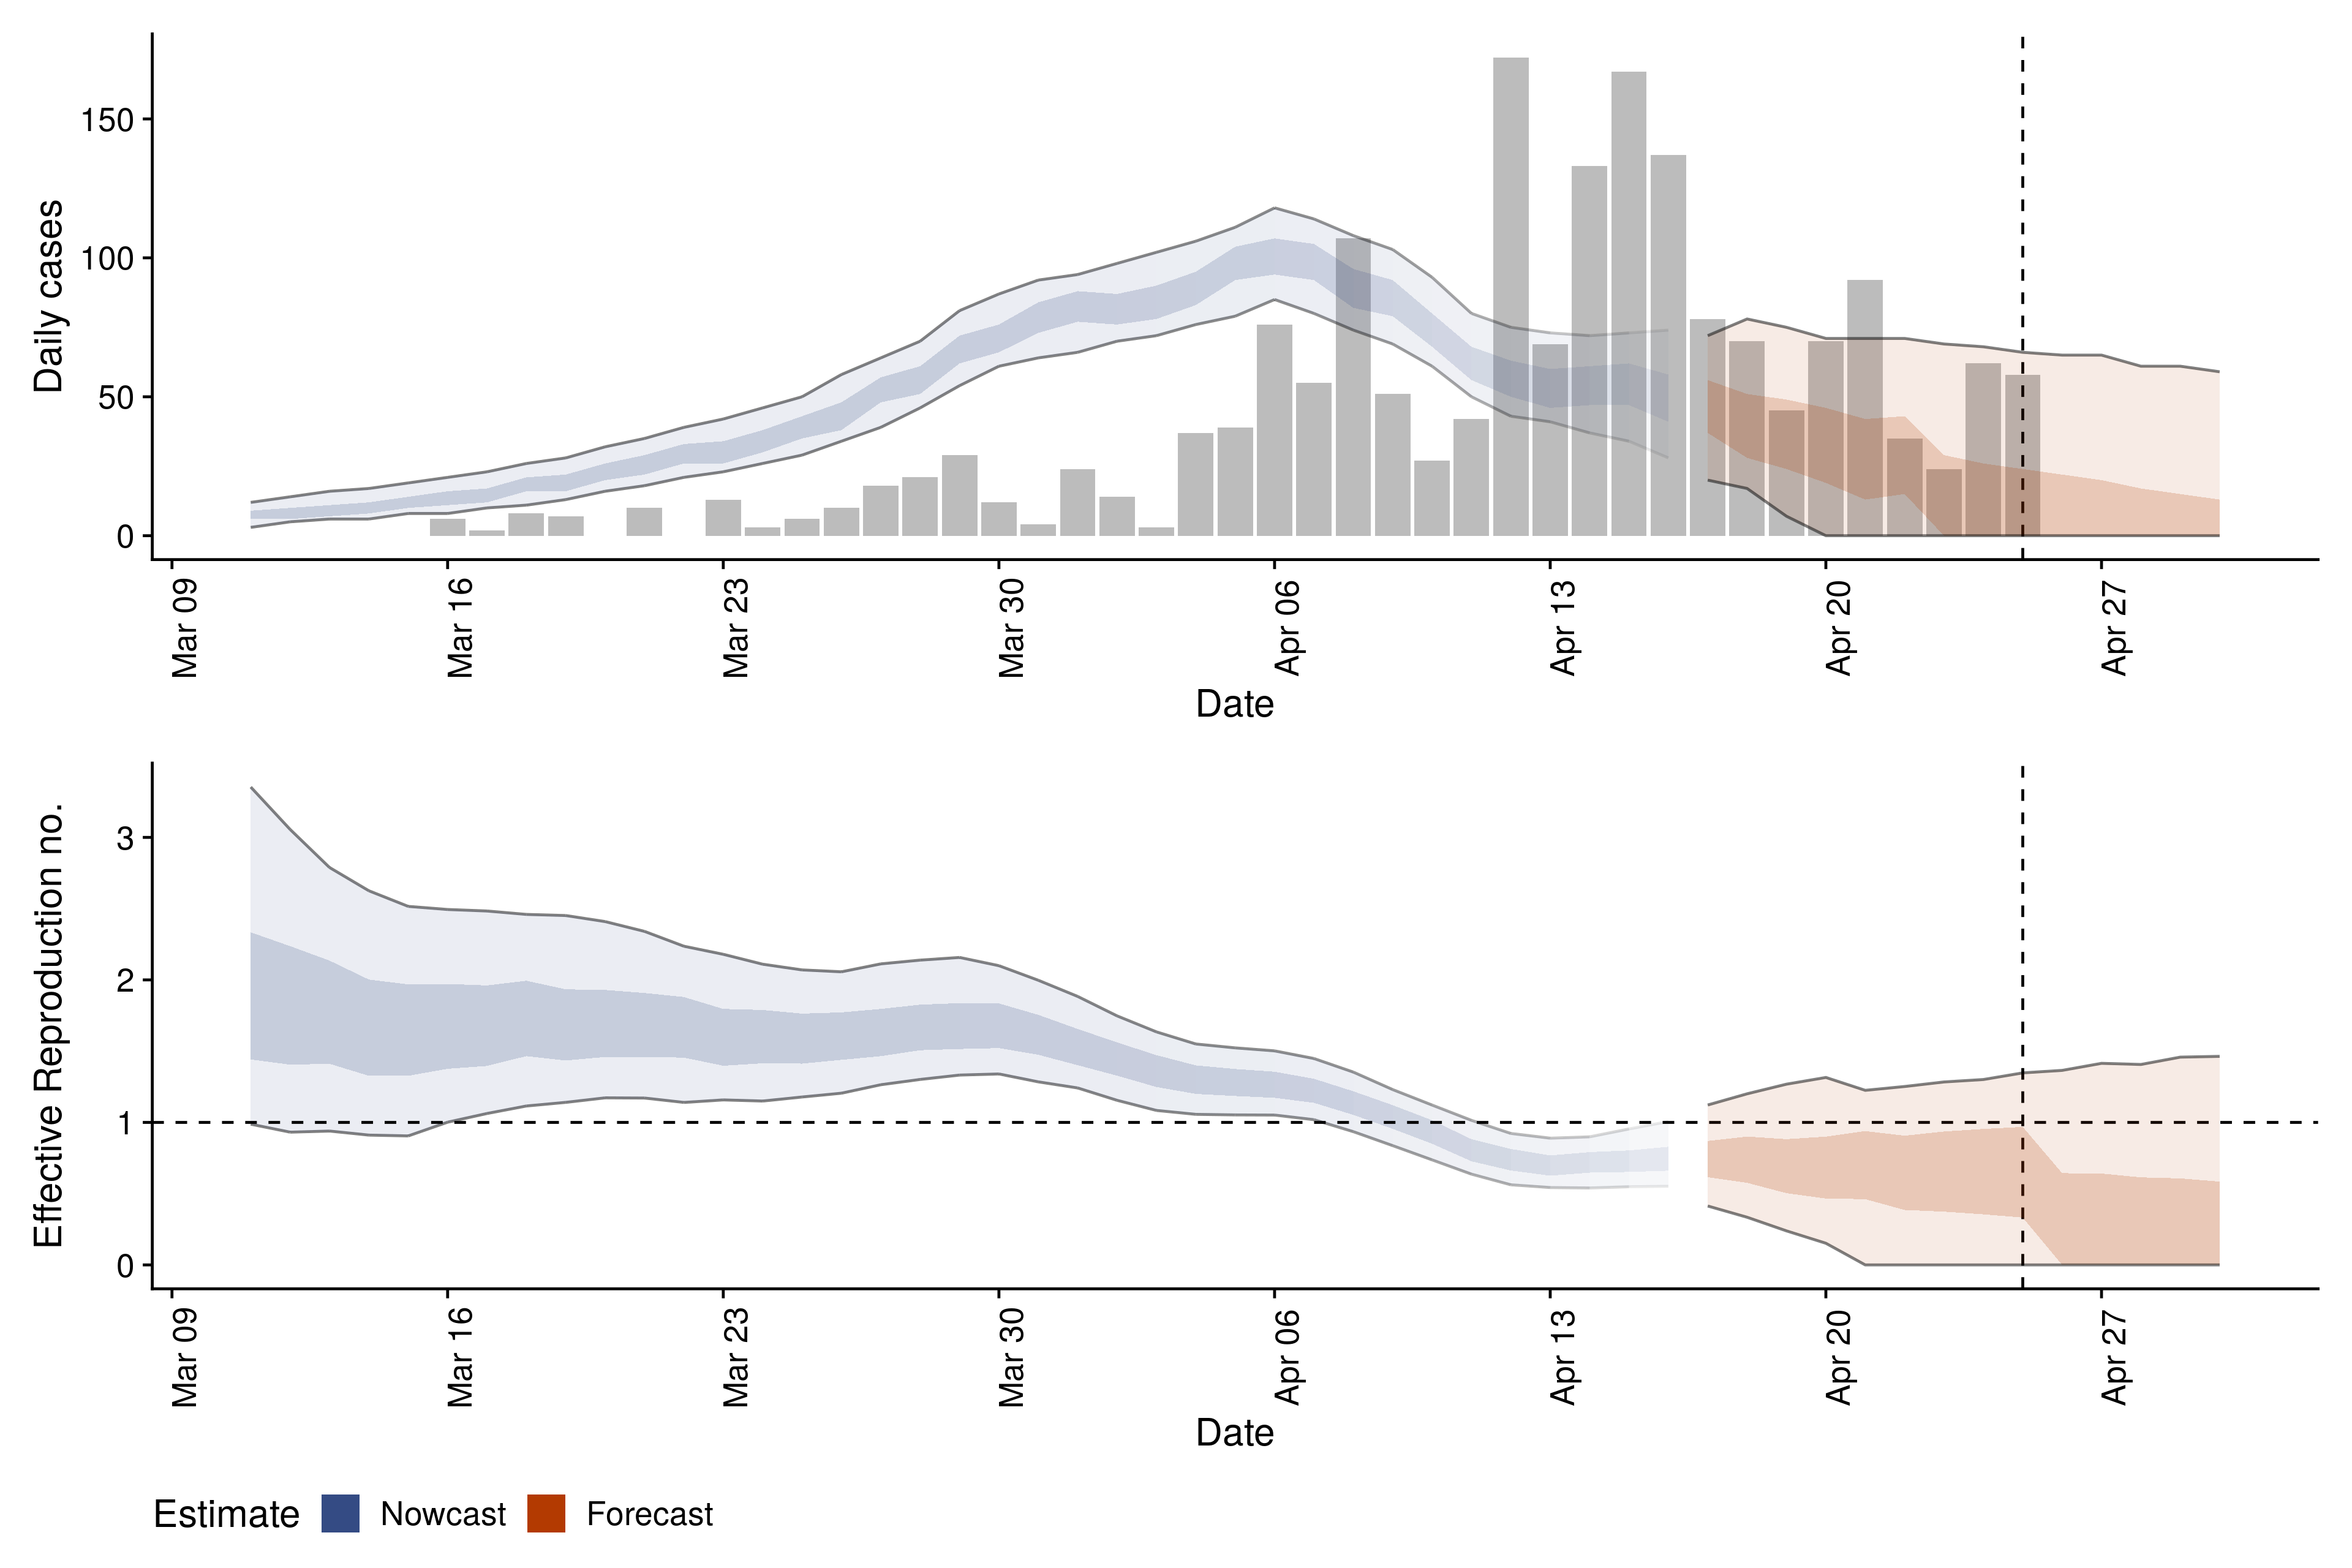 Daily cases
150
100
50
0
Mar 09
Mar 16
Mar 23
Mar 30
Apr 06
Apr 13
Apr 20
Apr 27
Date
Effective Reproduction no.
3
2
1
0
Mar 09
Mar 16
Mar 23
Mar 30
Apr 06
Apr 13
Apr 20
Apr 27
Date
Estimate Nowcast Forecast